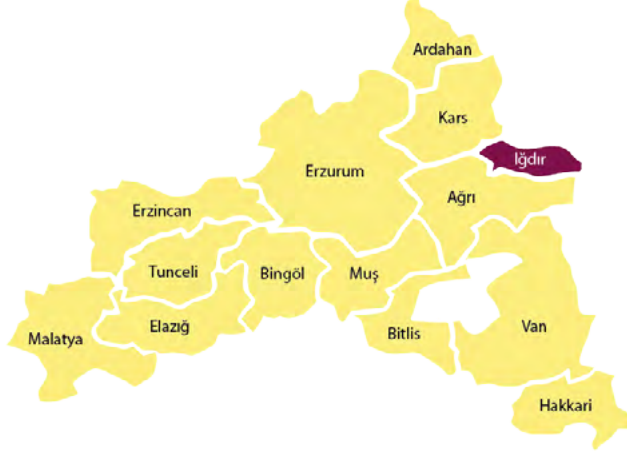 Ardahan
Kars
Iğdır
Erzurum
Ağrı
Erzincan
Tunceli
Bingöl
Muş
Malatya
Elazığ
Bitlis
Van
Hakkari